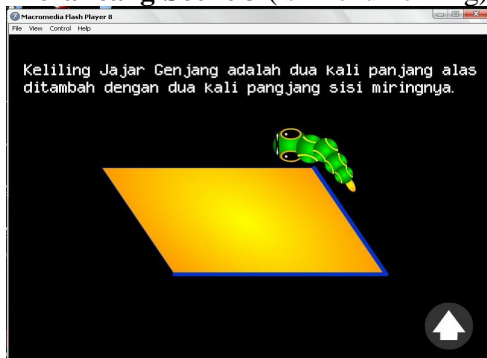 Macromedia Flash Player 8
File View Control Help
Keliling Jajar Genjang adalah dua kali panjang alas
ditambah dengan dua kali pangjang sisi miringnya.